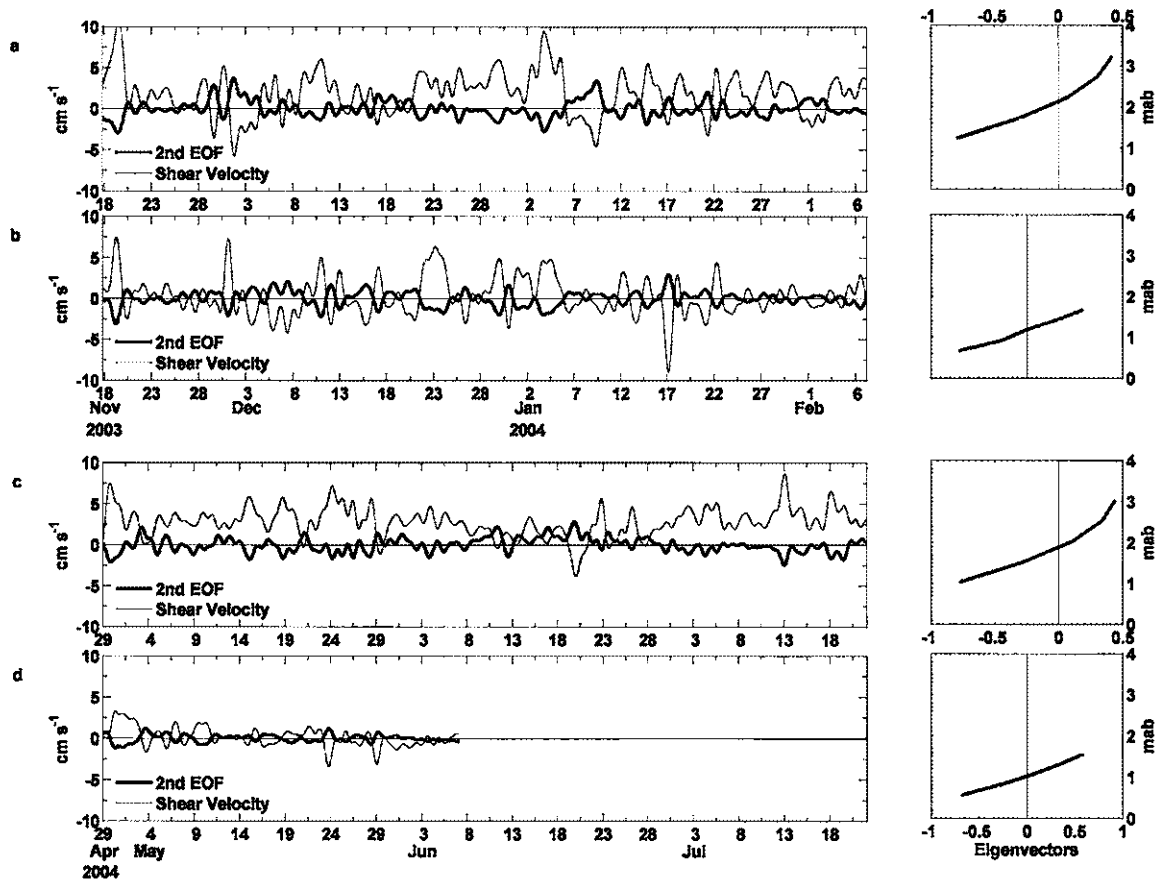 -1 -0.5 0 0.5
a
10
5
0
-5
-10
cm s-1
2nd EOF
Shear Velocity
4
3
2
1
0
mab
18 23 28 3 8 13 18 23 28 2 7 12 17 22 27 1 6
b
10
5
0
-5
-10
cm s-1
2nd EOF
Shear Velocity
4
3
2
1
0
mab
18 23 28 3 8 13 18 23 28 2 7 12 17 22 27 1 6
Nov Dec Jan Feb
2003 2004
c
10
5
0
-5
-10
cm s-1
2nd EOF
Shear Velocity
4
3
2
1
0
mab
29 4 9 14 19 24 29 3 8 13 18 23 28 3 8 13 18
-1 -0.5 0 0.5
d
10
5
0
-5
-10
cm s-1
2nd EOF
Shear Velocity
4
3
2
1
0
mab
29 4 9 14 19 24 29 3 8 13 18 23 28 3 8 13 18
-1 -0.5 0 0.5 1
Apr May Jun Jul
Eigenvectors
2004